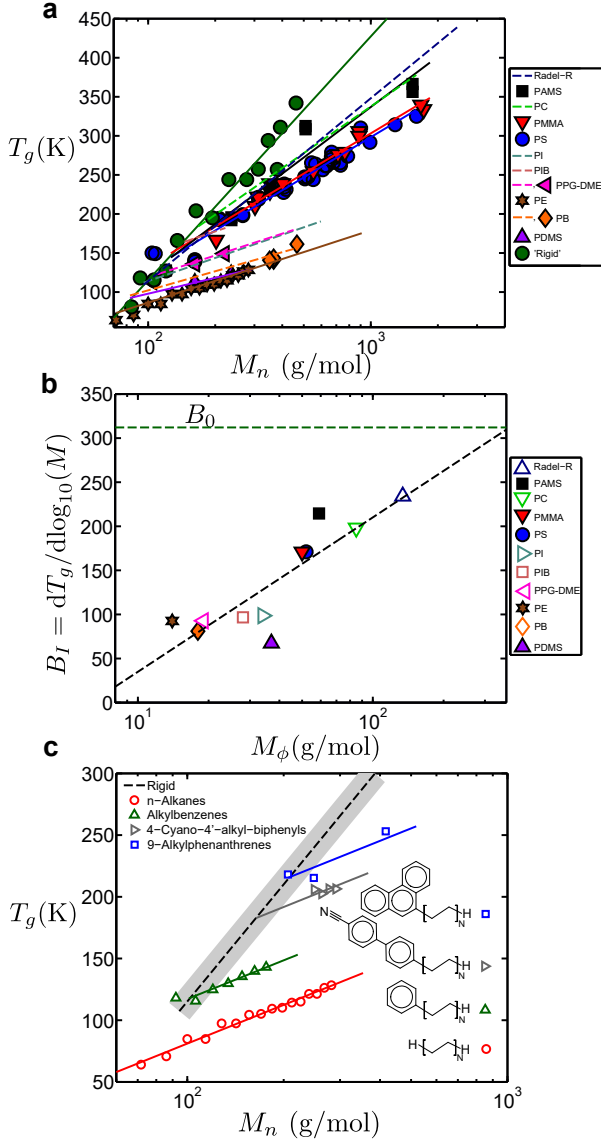 a
450
400
350
300
250
200
150
100
T_g(K)
10^2
10^3
M_n (g/mol)
Radel−R
PAMS
PC
PMMA
PS
PI
PIB
PPG−DME
PE
PB
PDMS
'Rigid'
b
350
300
250
200
150
100
50
0
B_0
B_I = dT_g/dlog_10(M)
10^1
10^2
M_ϕ(g/mol)
Radel−R
PAMS
PC
PMMA
PS
PI
PIB
PPG−DME
PE
PB
PDMS
c
300
250
200
150
100
50
T_g(K)
Rigid
n−Alkanes
Alkylbenzenes
4−Cyano−4'−alkyl−biphenyls
9−Alkylphenanthrenes
H
N
N
H
N
H
N
H
H
N
10^2
10^3
M_n (g/mol)